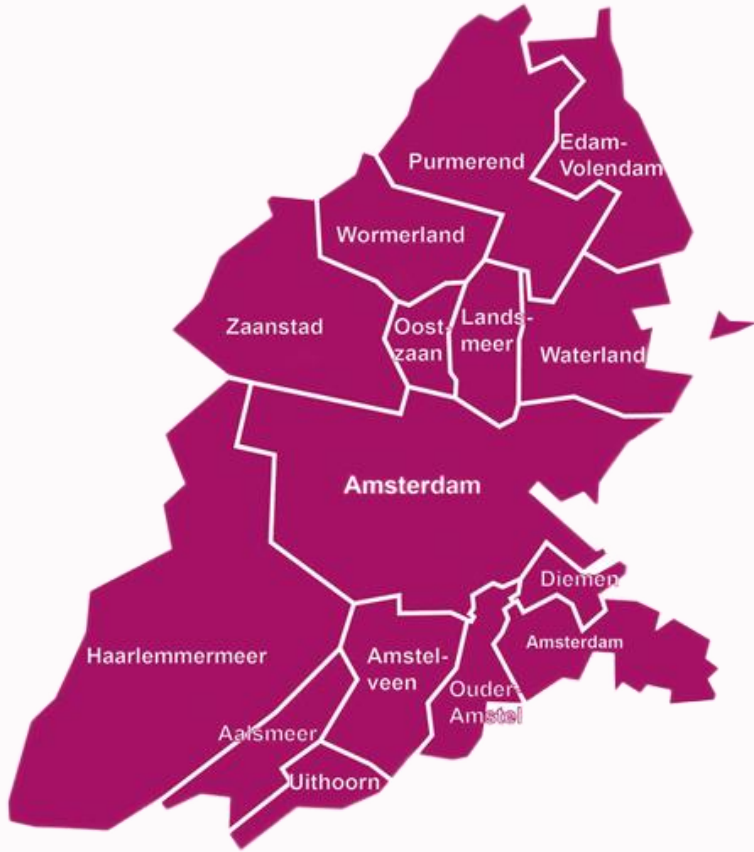 Edam-
Volendam
Purmerend
Wormerland
Zaanstad
Oost-
zaan
Lands-
meer
Waterland
Amsterdam
Diemen
Amsterdam
Haarlemmermeer
Amstel-
veen
Ouder-
Amstel
Aalsmeer
Uithoorn